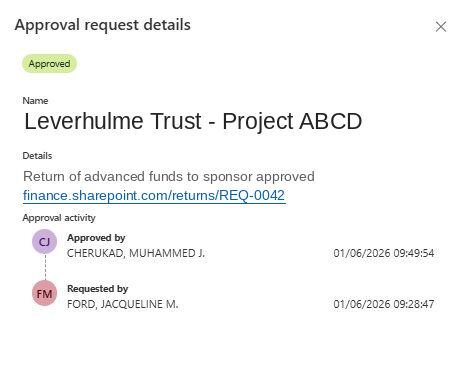 Approval request details
Approved
Name
Leverhulme Trust - Project ABCD
Details
Return of advanced funds to sponsor approved
finance.sharepoint.com/returns/REQ-0042
Approval activity
CJ
Approved by
CHERUKAD, MUHAMMED J.
01/06/2026 09:49:54
FM
Requested by
FORD, JACQUELINE M.
01/06/2026 09:28:47